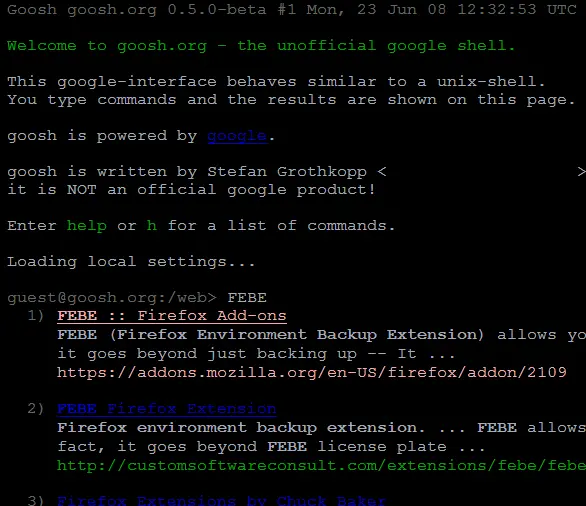 Goosh goosh.org 0.5.0-beta #1 Mon, 23 Jun 08 12:32:53 UTC
Welcome to goosh.org - the unofficial google shell.
This google-interface behaves similar to a unix-shell.
You type commands and the results are shown on this page.
goosh is powered by google.
goosh is written by Stefan Grothkopp < >
it is NOT an official google product!
Enter help or h for a list of commands.
Loading local settings...
guest@goosh.org:/web> FEBE
1) FEBE :: Firefox Add-ons
FEBE (Firefox Environment Backup Extension) allows yo
it goes beyond just backing up -- It ...
https://addons.mozilla.org/en-US/firefox/addon/2109
2) FEBE Firefox Extension
Firefox environment backup extension. ... FEBE allows
fact, it goes beyond FEBE license plate ...
http://customsoftwareconsult.com/extensions/febe/febe
3) Firefox Extensions by Chuck Baker